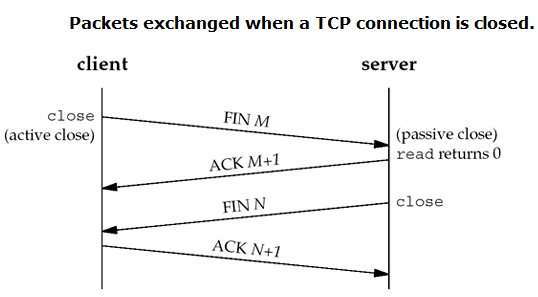 Packets exchanged when a TCP connection is closed.
client
server
close
(active close)
FIN M
(passive close)
read returns 0
ACK M+1
FIN N
close
ACK N+1